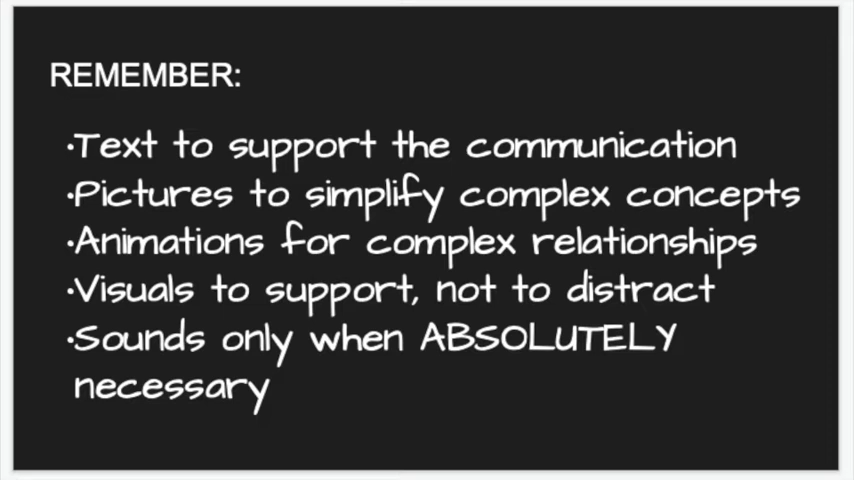 REMEMBER:
•Text to support the communication
•Pictures to simplify complex concepts
•Animations for complex relationships
•Visuals to support, not to distract
•Sounds only when ABSOLUTELY
necessary